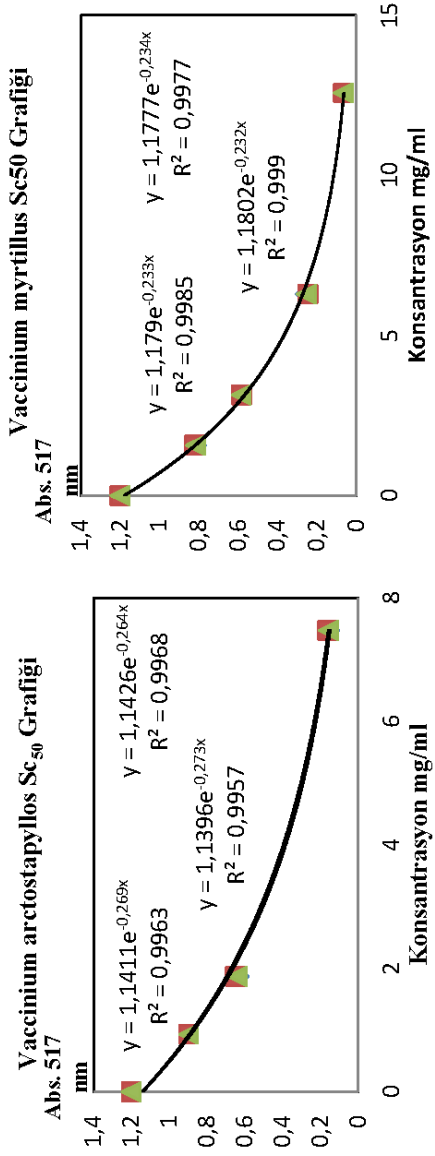 Vaccinium arctostapyllos Sc50 Grafiği
Abs. 517
nm
1,4
1,2
1
0,8
0,6
0,4
0,2
0
0
2
4
6
8
y = 1,1411e-0,269x
R² = 0,9963
y = 1,1426e-0,264x
R² = 0,9968
y = 1,1396e-0,273x
R² = 0,9957
Konsantrasyon mg/ml
Vaccinium myrtillus Sc50 Grafiği
Abs. 517
nm
1,4
1,2
1
0,8
0,6
0,4
0,2
0
0
5
10
15
y = 1,179e-0,233x
R² = 0,9985
y = 1,1777e-0,234x
R² = 0,9977
y = 1,1802e-0,232x
R² = 0,999
Konsantrasyon mg/ml